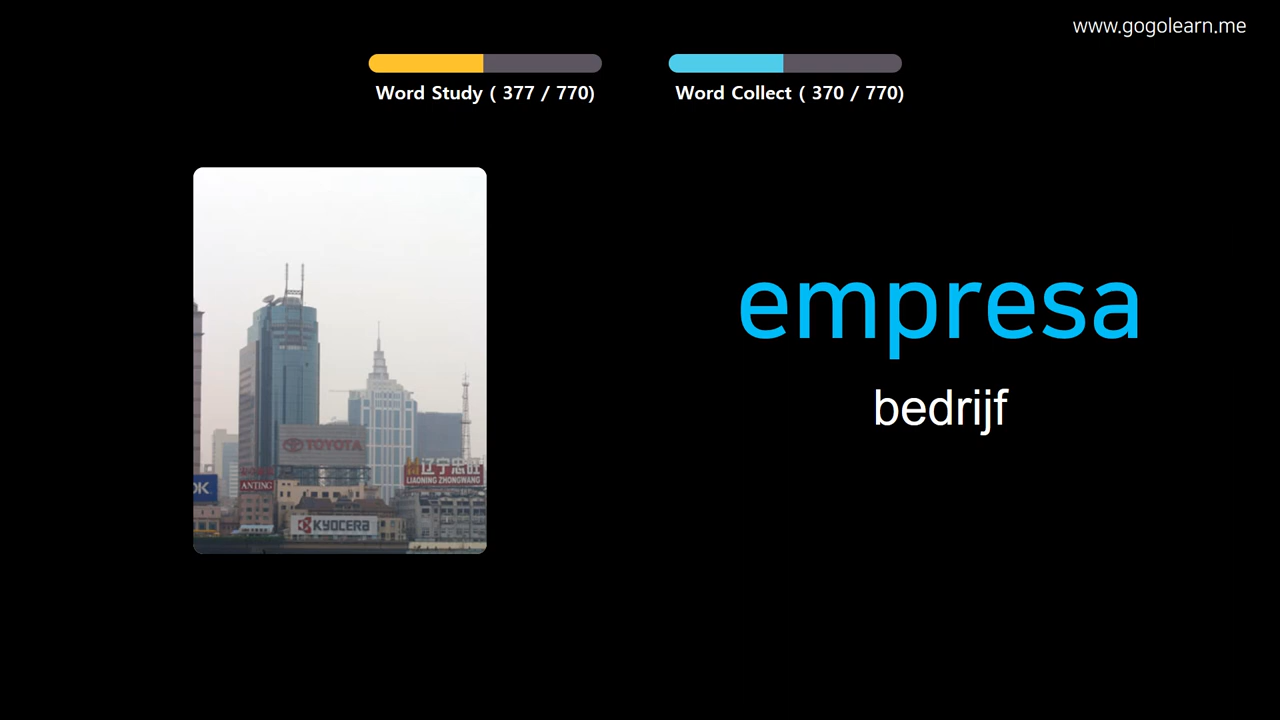 www.gogolearn.me
Word Study ( 377 / 770)
Word Collect ( 370 / 770)
empresa
bedrijf
TOYOTA
辽宁忠旺
LIAONING ZHONGWANG
OK
ANTING
KYOCERA